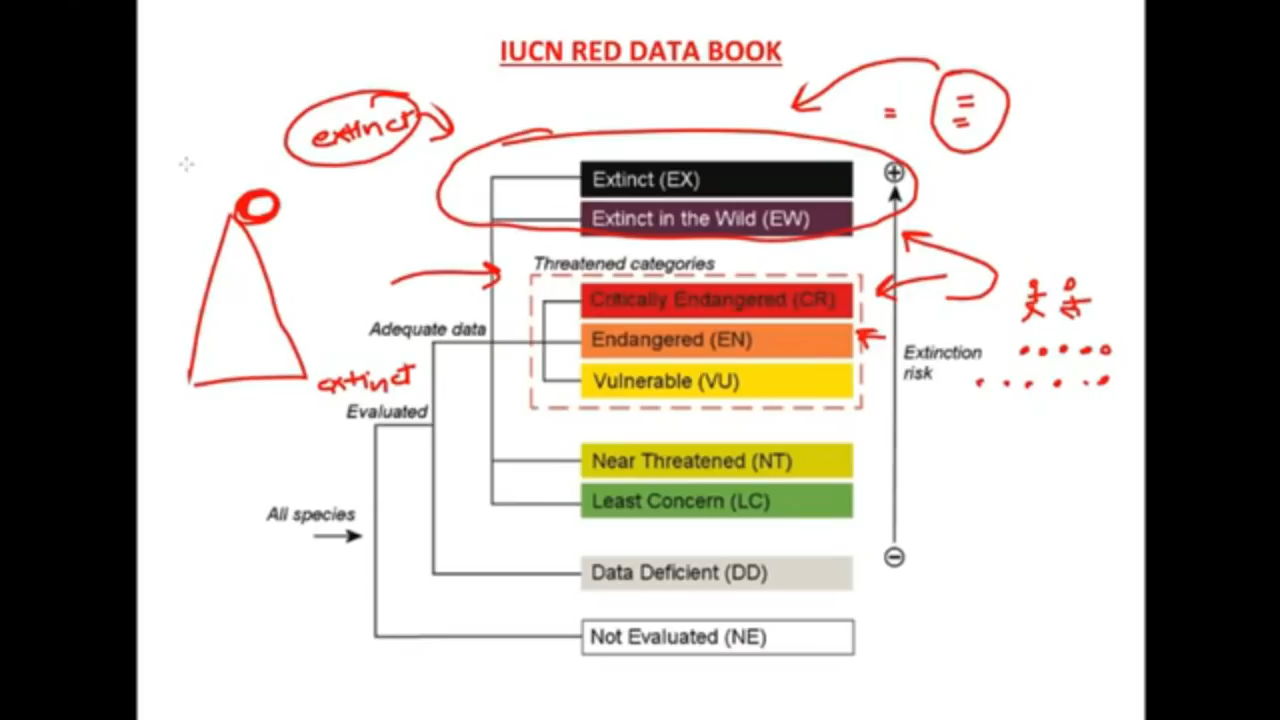 IUCN RED DATA BOOK
extinct
Extinct (EX)
Extinct in the Wild (EW)
Threatened categories
Critically Endangered (CR)
Adequate data
Endangered (EN)
Extinction
risk
Vulnerable (VU)
extinct
Evaluated
Near Threatened (NT)
Least Concern (LC)
All species
Data Deficient (DD)
Not Evaluated (NE)